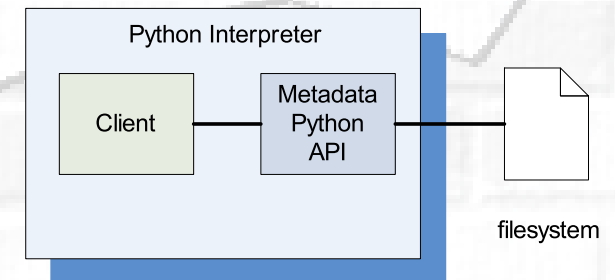 Python Interpreter
Client
Metadata
Python
API
filesystem